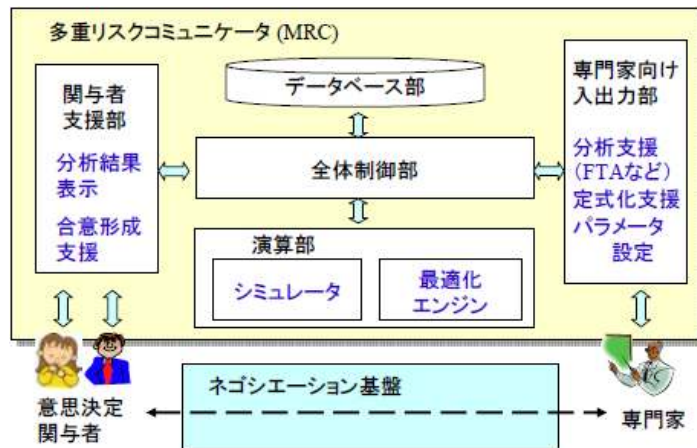 多重リスクコミュニケータ (MRC)
関与者
支援部
分析結果
表示
合意形成
支援
データベース部
全体制御部
演算部
シミュレータ
最適化
エンジン
専門家向け
入出力部
分析支援
(FTAなど)
定式化支援
パラメータ
設定
意思決定
関与者
ネゴシエーション基盤
専門家